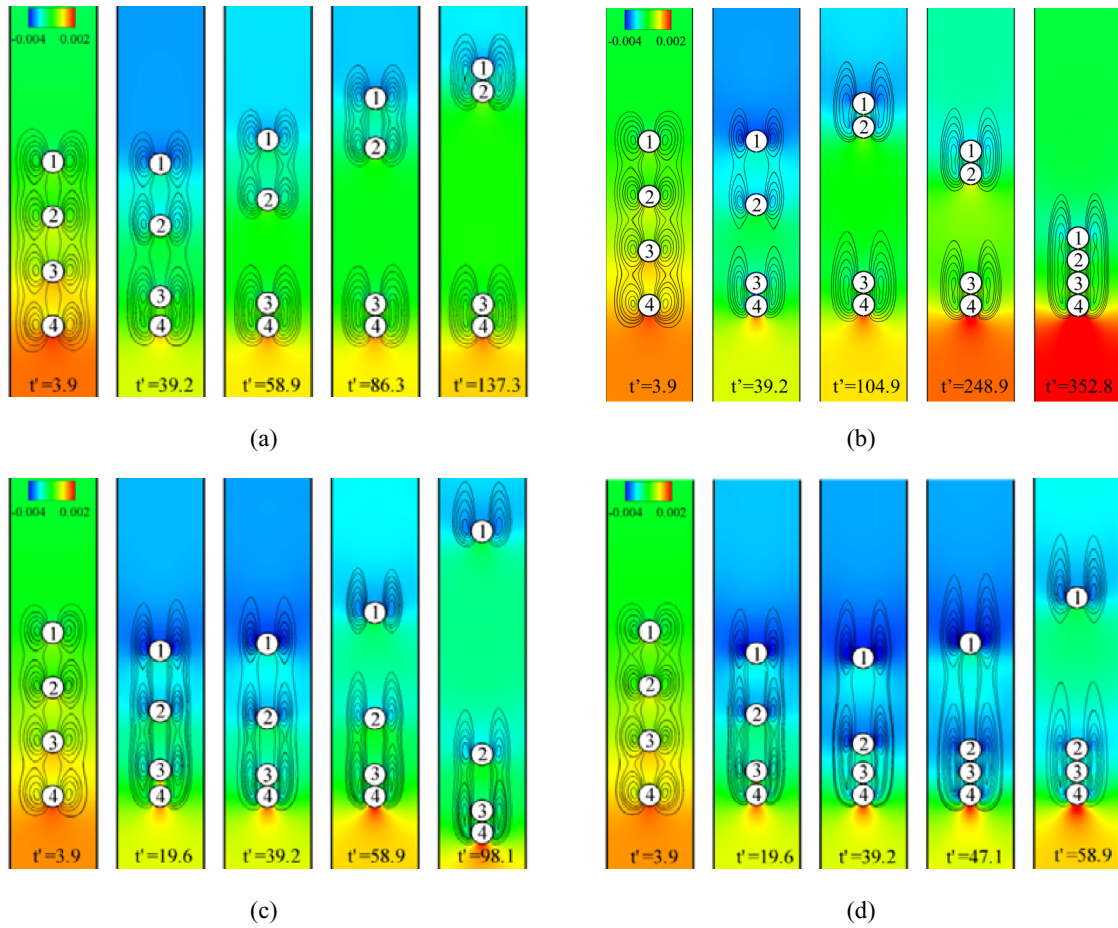 -0.004 0.002
1 1 1 1 1
2 2 2 2 2
3 3 3 3 3
4 4 4 4 4
t'=3.9 t'=39.2 t'=58.9 t'=86.3 t'=137.3
(a)
-0.004 0.002
1 1 1 1 1
2 2 2 2 2
3 3 3 3 3
4 4 4 4 4
t’=3.9 t’=39.2 t’=104.9 t’=248.9 t’=352.8
(b)
-0.004 0.002
1 1 1 1 1
2 2 2 2 2
3 3 3 3 3
4 4 4 4 4
t'=3.9 t'=19.6 t'=39.2 t'=58.9 t'=98.1
(c)
-0.004 0.002
1 1 1 1 1
2 2 2 2 2
3 3 3 3 3
4 4 4 4 4
t'=3.9 t'=19.6 t'=39.2 t'=47.1 t'=58.9
(d)